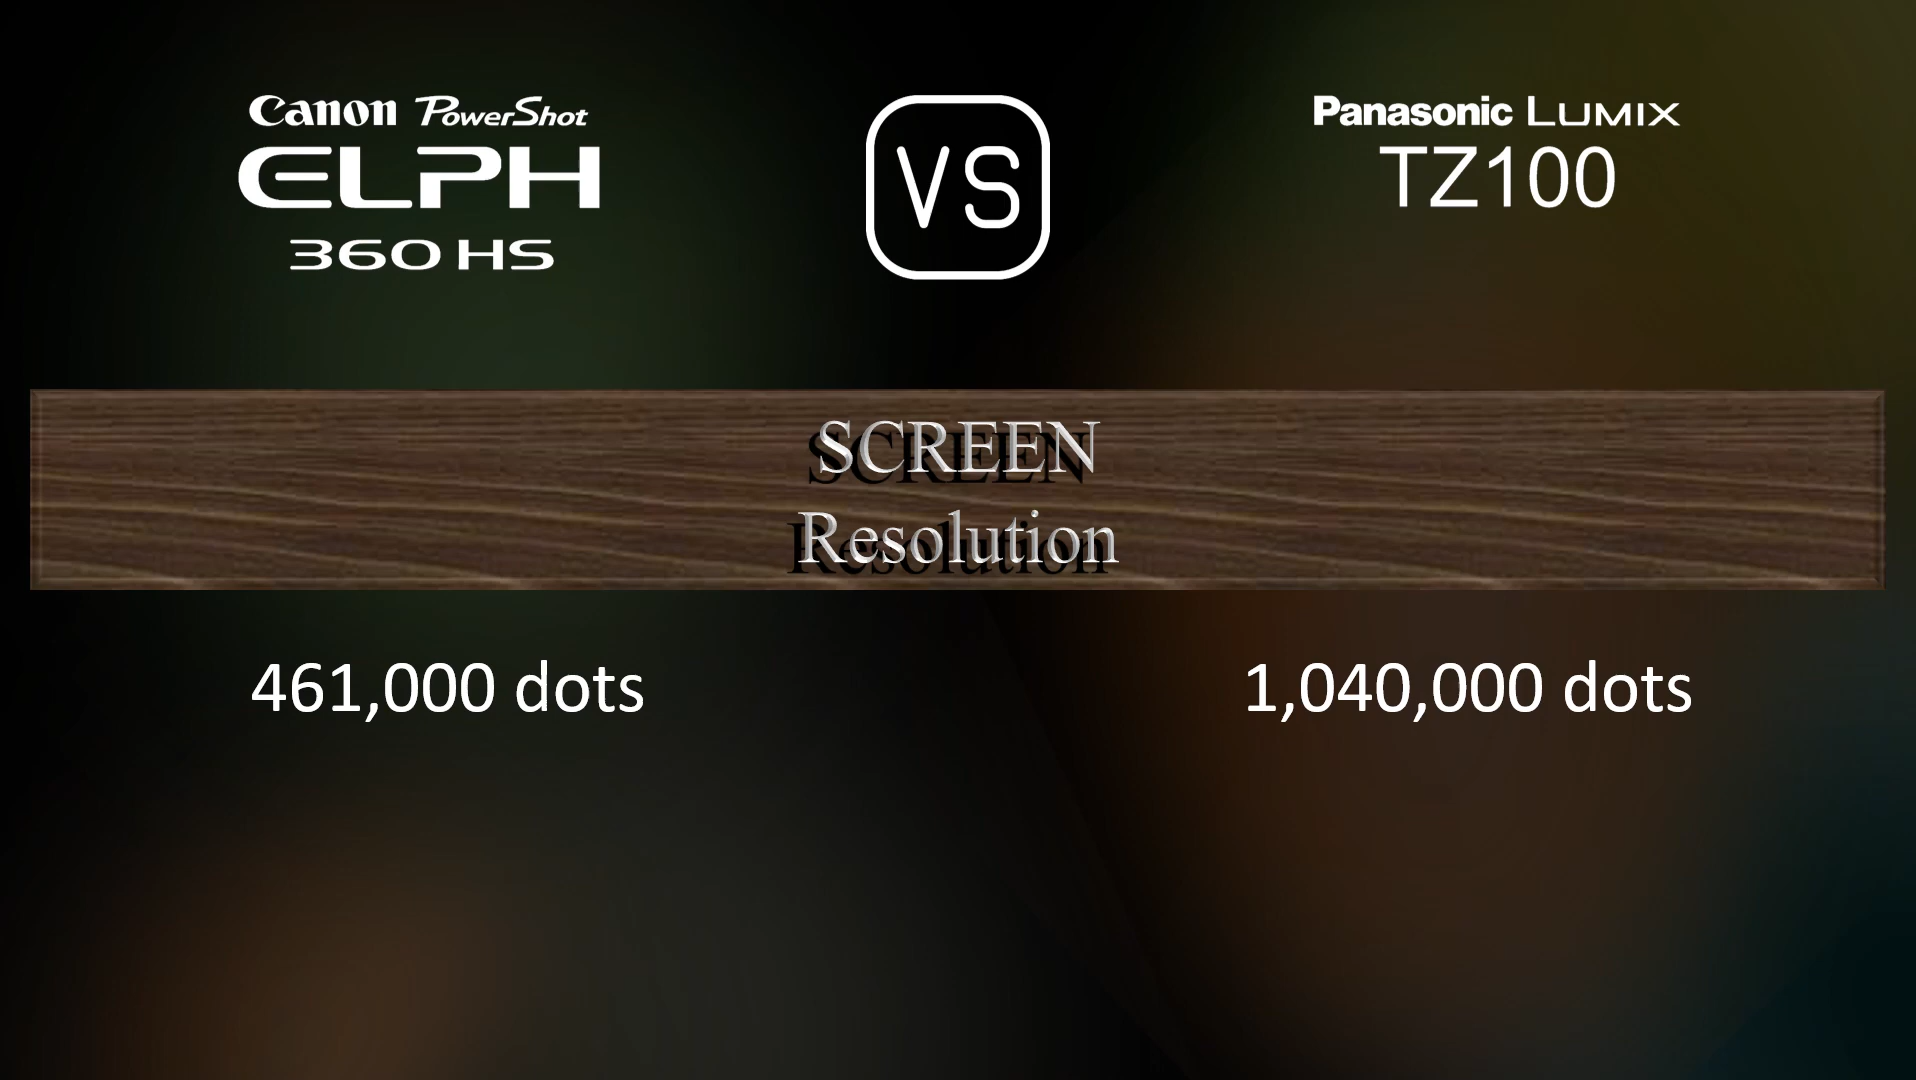 Canon PowerShot
ELPH
360 HS
VS
Panasonic LUMIX
TZ100
SCREEN
Resolution
461,000 dots
1,040,000 dots